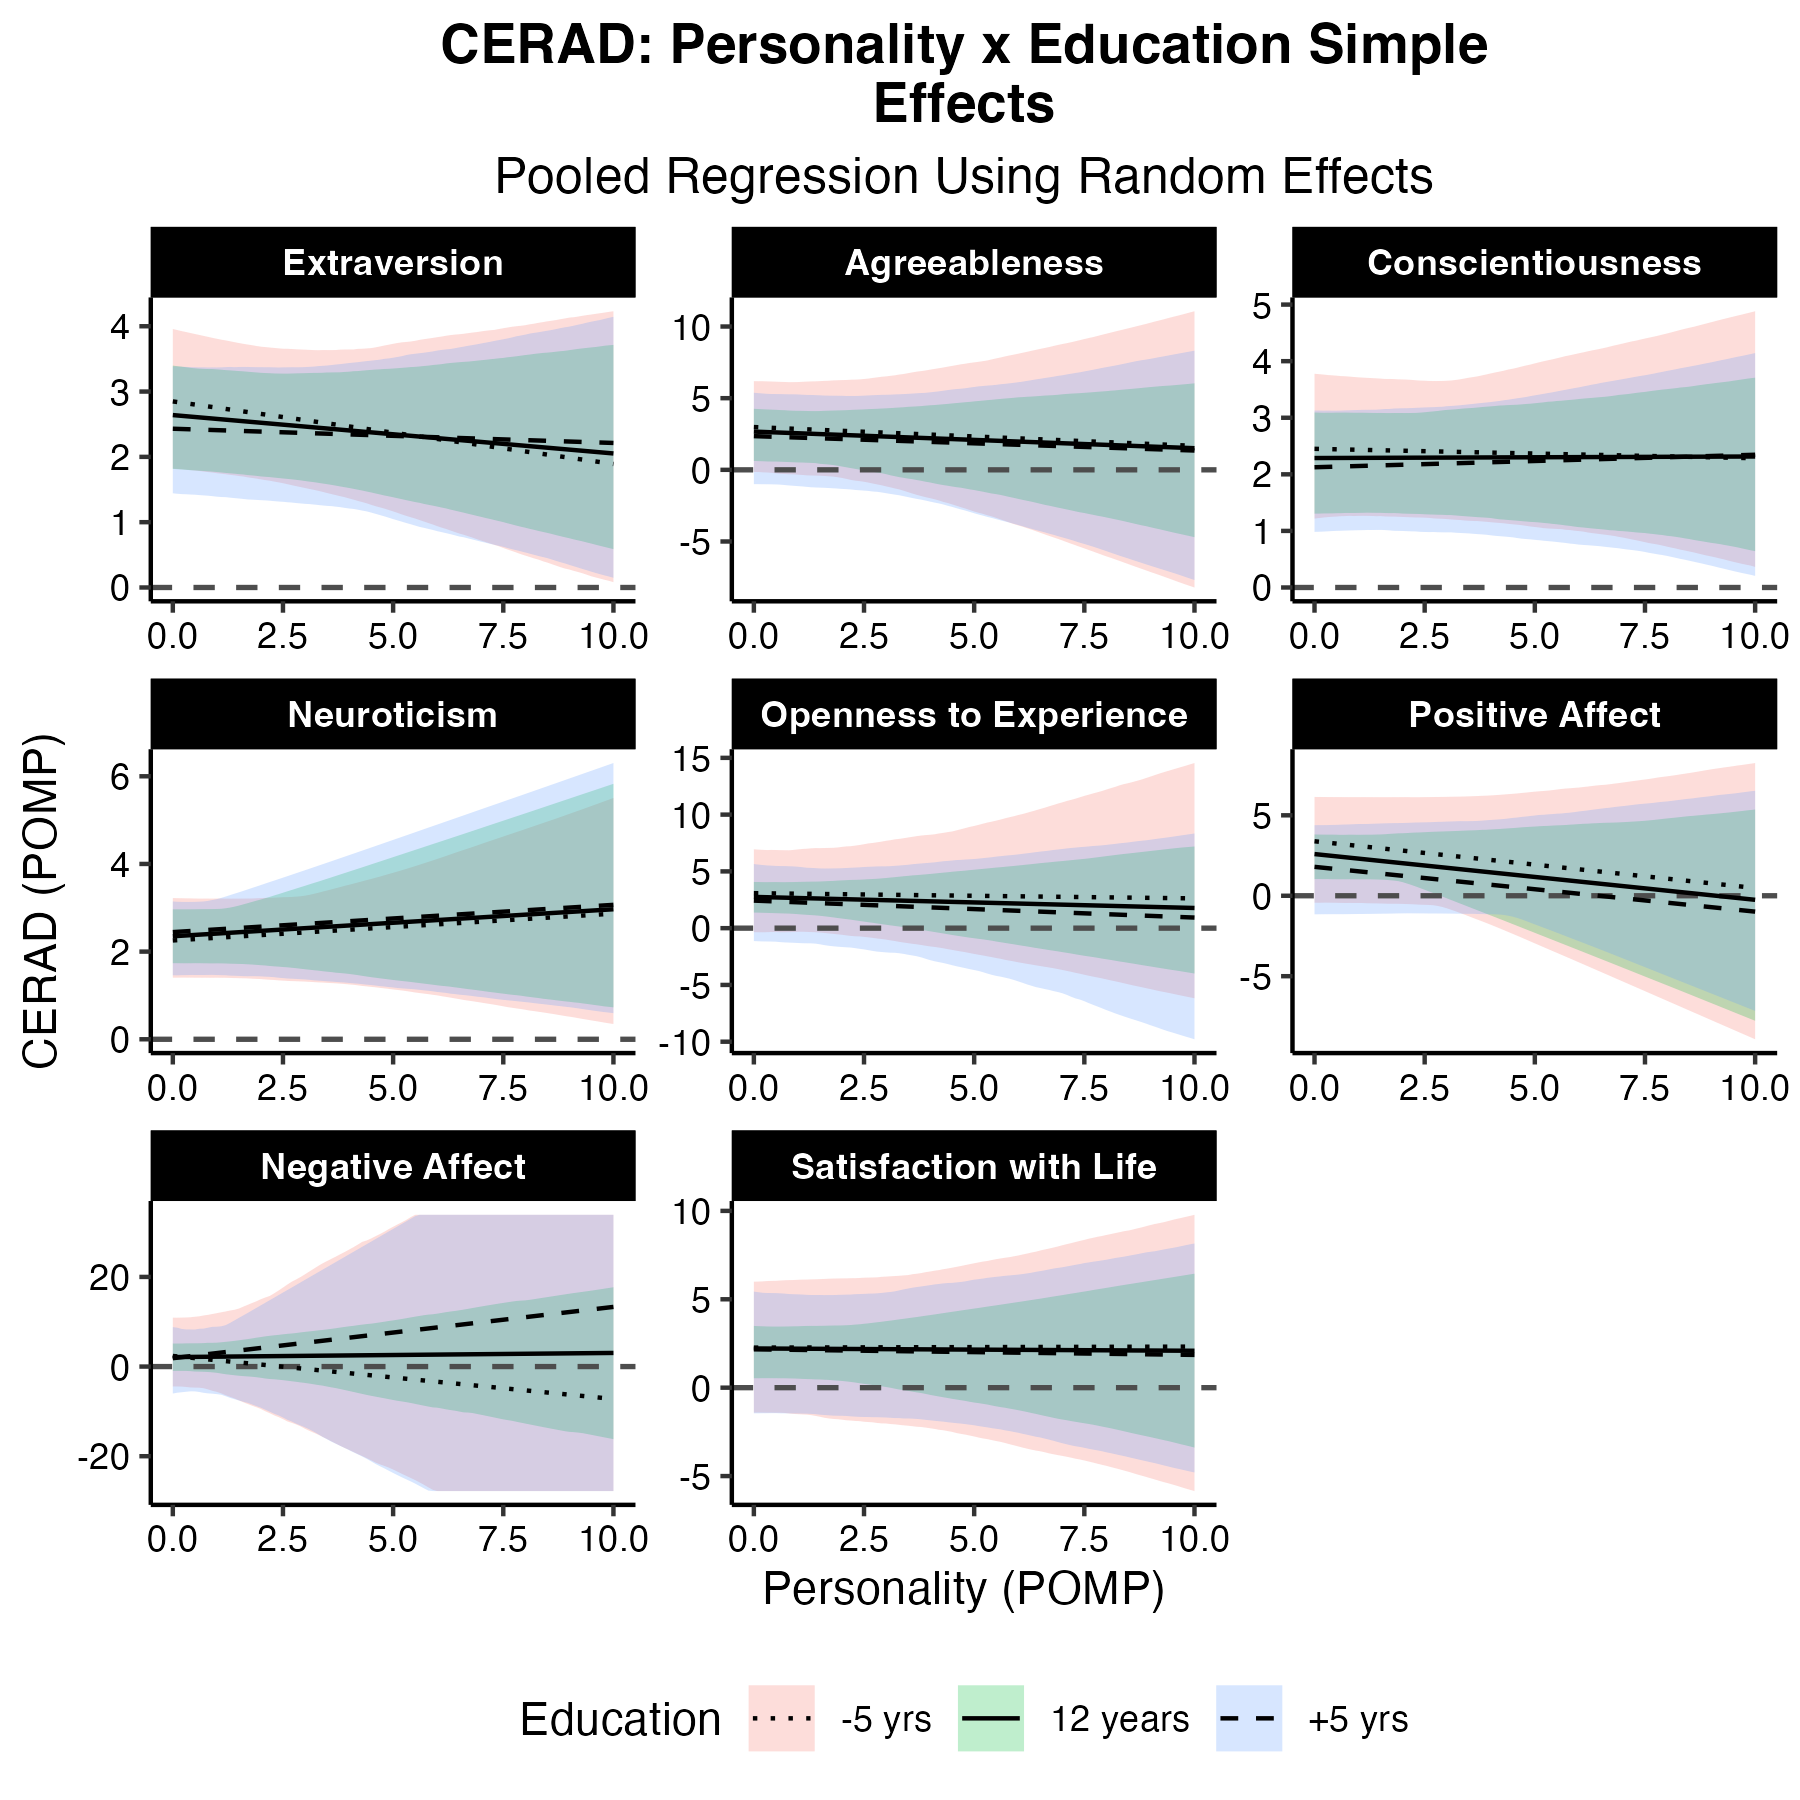 CERAD: Personality x Education Simple
Effects
Pooled Regression Using Random Effects
Extraversion
Agreeableness
Conscientiousness
4
3
2
1
0
10
5
0
-5
5
4
3
2
1
0
0.0 2.5 5.0 7.5 10.0
0.0 2.5 5.0 7.5 10.0
0.0 2.5 5.0 7.5 10.0
CERAD (POMP)
Neuroticism
Openness to Experience
Positive Affect
6
4
2
0
15
10
5
0
-5
-10
5
0
-5
0.0 2.5 5.0 7.5 10.0
0.0 2.5 5.0 7.5 10.0
0.0 2.5 5.0 7.5 10.0
Negative Affect
Satisfaction with Life
20
0
-20
10
5
0
-5
0.0 2.5 5.0 7.5 10.0
0.0 2.5 5.0 7.5 10.0
Personality (POMP)
Education -5 yrs 12 years +5 yrs